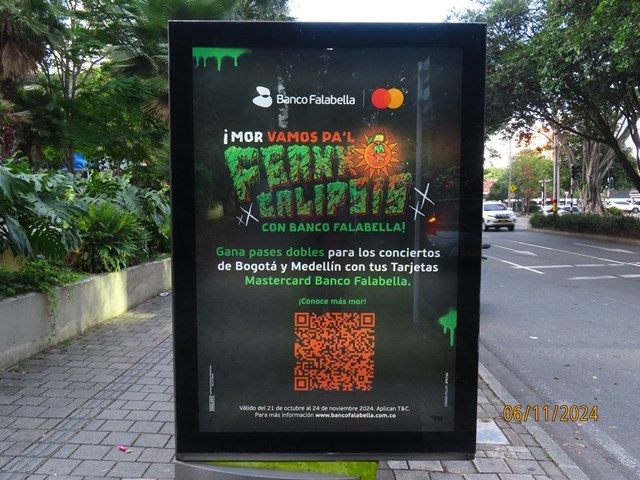 Banco Falabella
¡MOR VAMOS PA'L
FERXXO
CALIPSIS
CON BANCO FALABELLA!
Gana pases dobles para los conciertos
de Bogotá y Medellín con tus Tarjetas
Mastercard Banco Falabella.
¡Conoce más mor!
Válido del 21 de octubre al 24 de noviembre 2024. Aplican T&C.
Para más información www.bancofalabella.com.co
06/11/2024